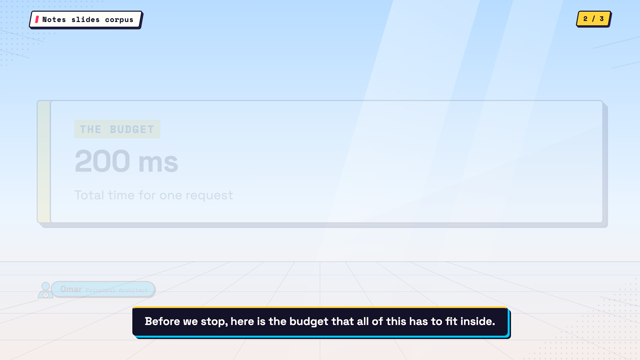 Notes slides corpus
2 / 3
THE BUDGET
200 ms
Total time for one request
Omar
Before we stop, here is the budget that all of this has to fit inside.